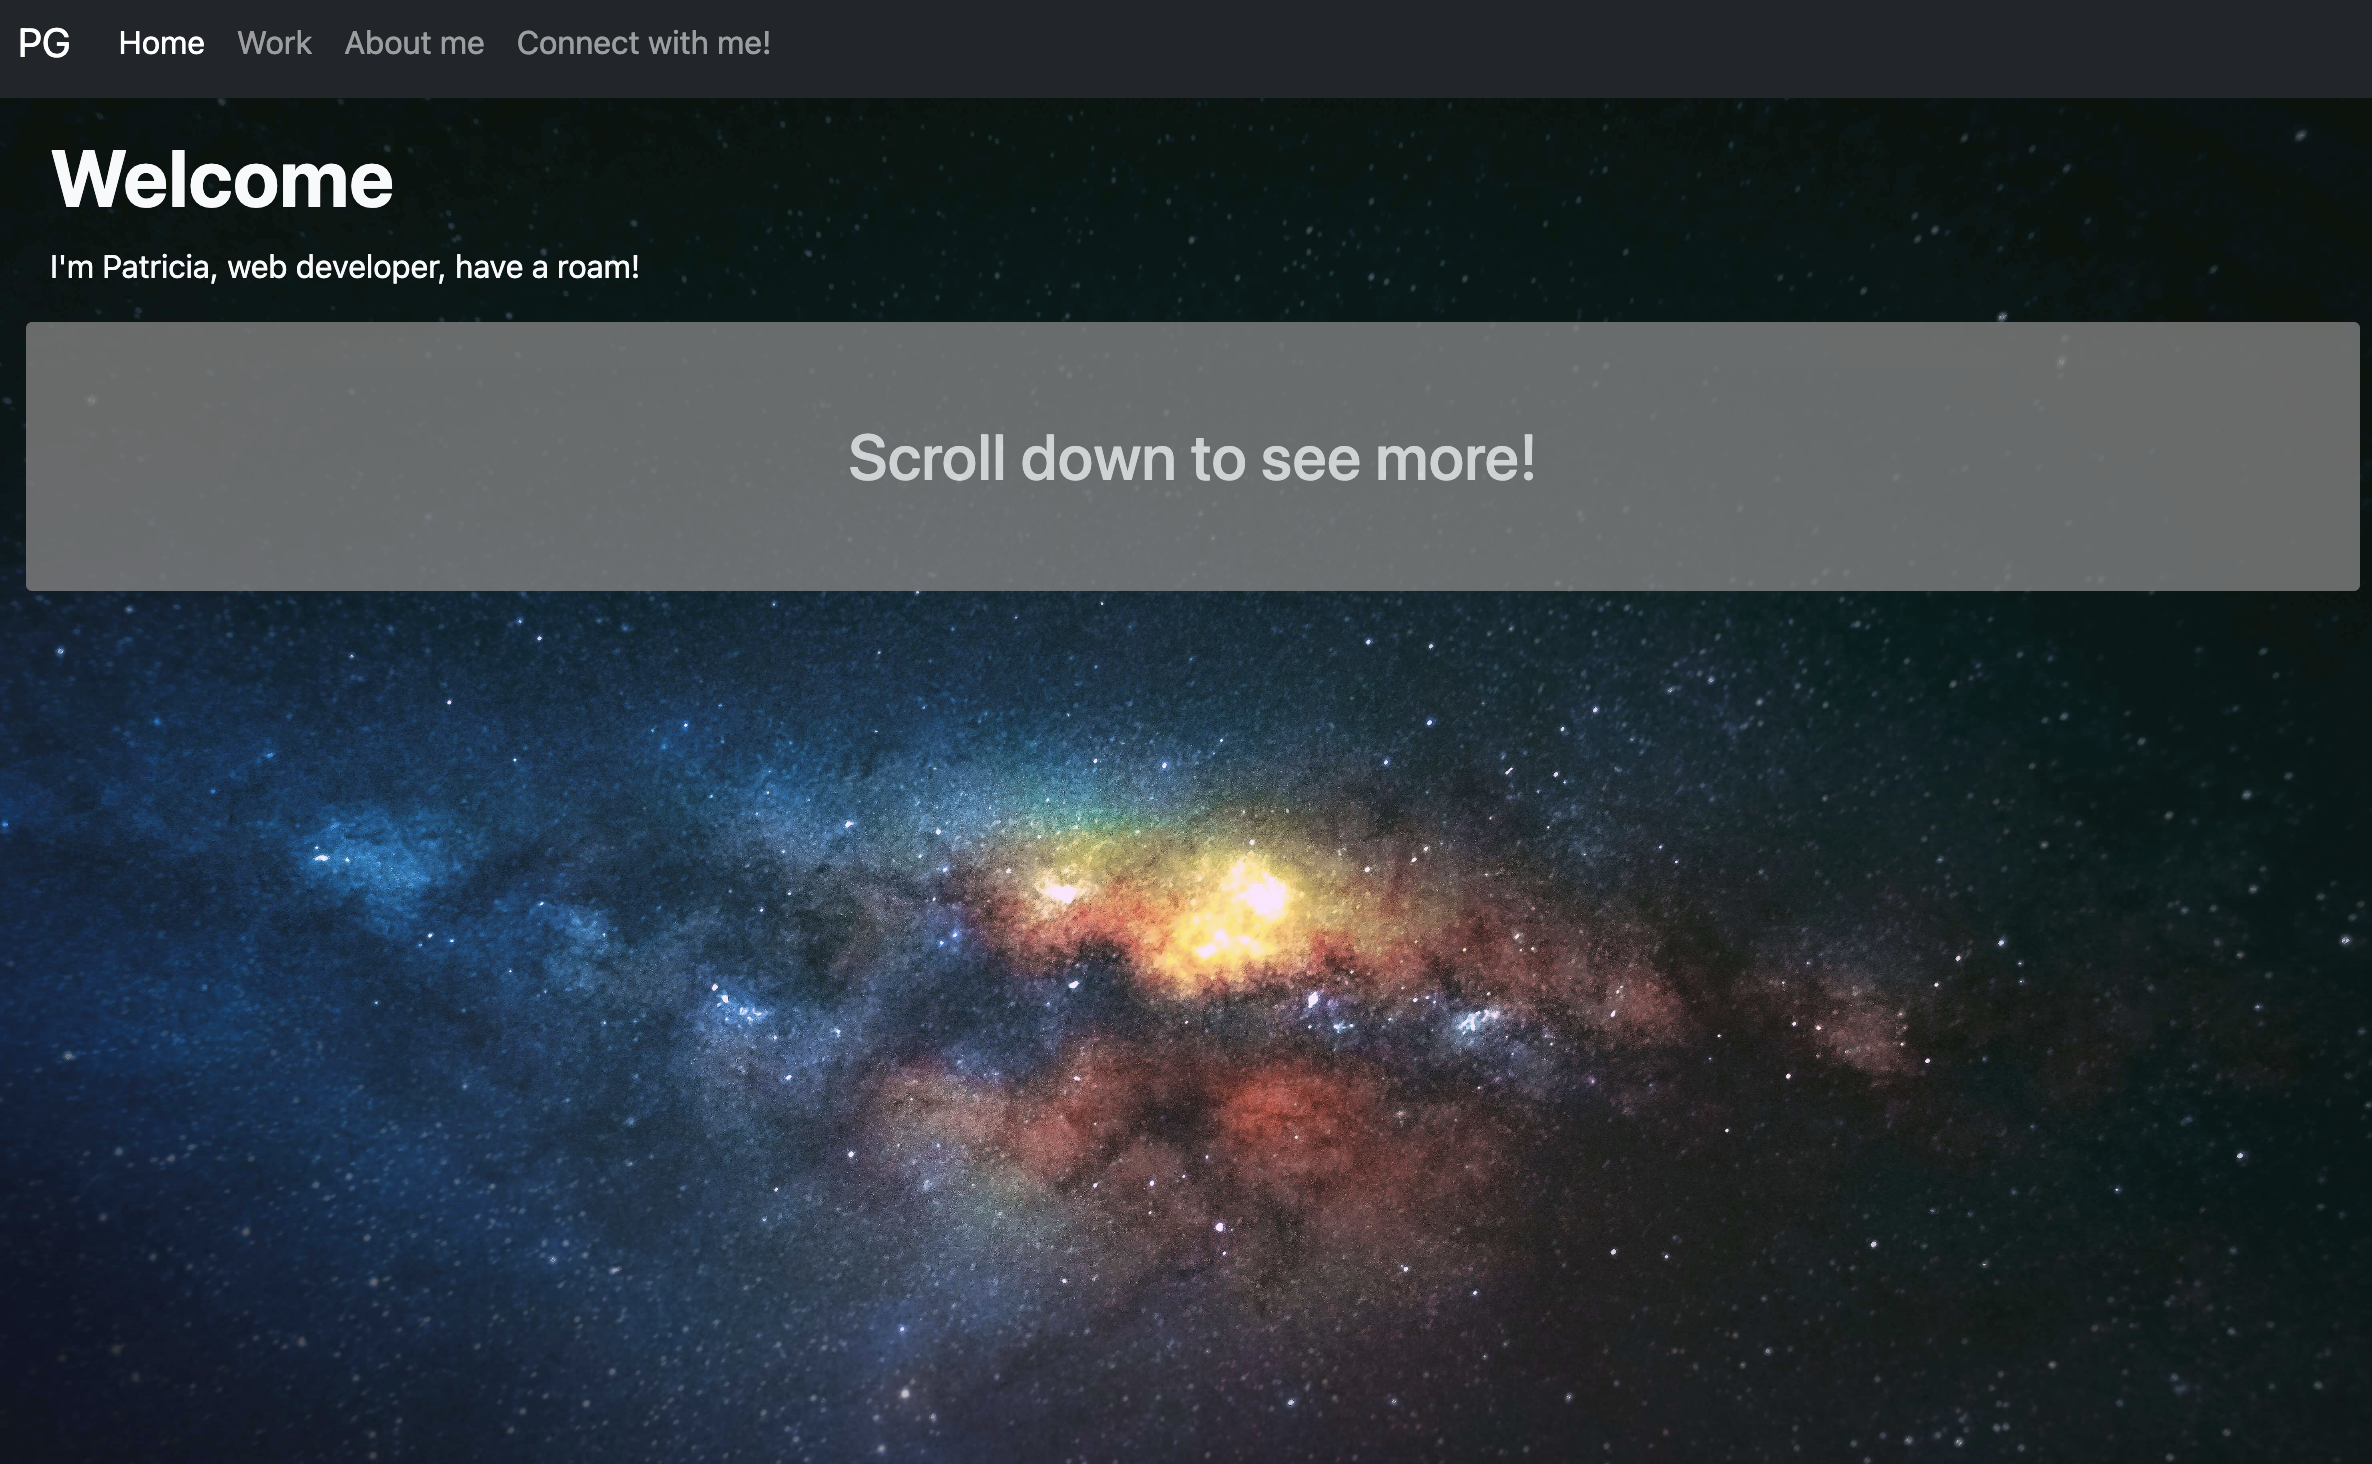 PG Home Work About me Connect with me!
Welcome
I'm Patricia, web developer, have a roam!
Scroll down to see more!